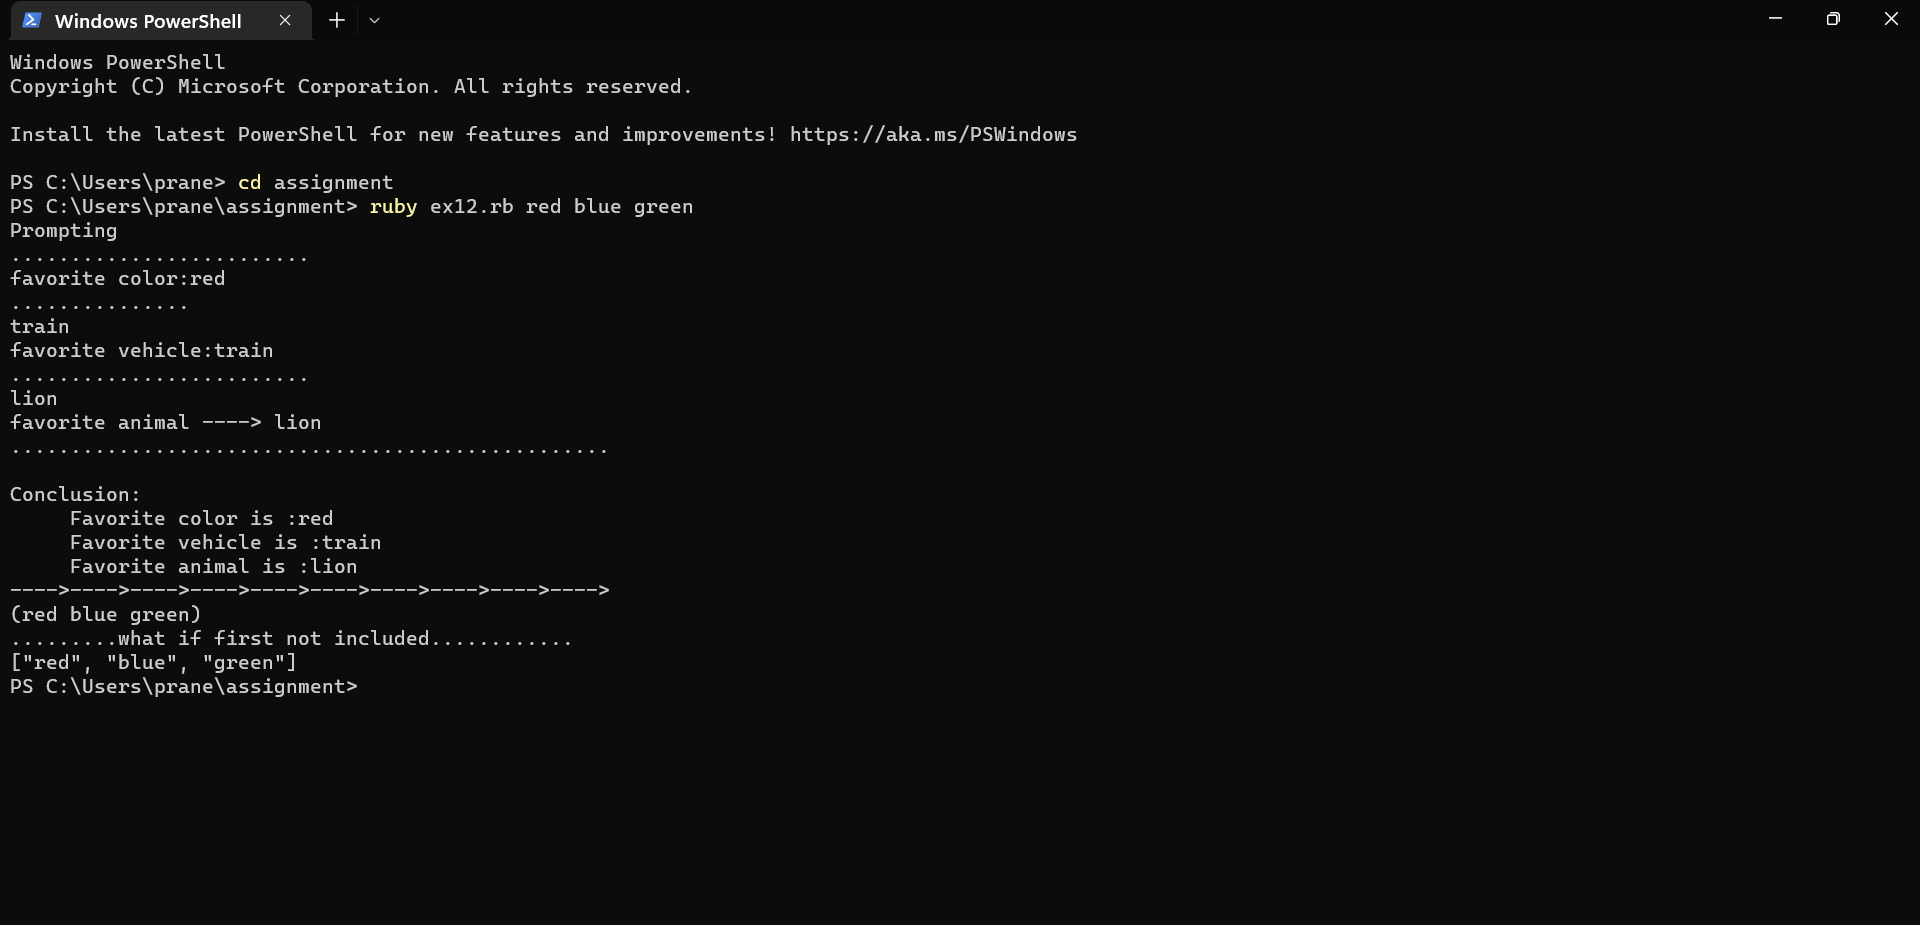 Windows PowerShell
Windows PowerShell
Copyright (C) Microsoft Corporation. All rights reserved.
Install the latest PowerShell for new features and improvements! https://aka.ms/PSWindows
PS C:\Users\prane> cd assignment
PS C:\Users\prane\assignment> ruby ex12.rb red blue green
Prompting
.........................
favorite color:red
...............
train
favorite vehicle:train
.........................
lion
favorite animal ----> lion
..................................................
Conclusion:
     Favorite color is :red
     Favorite vehicle is :train
     Favorite animal is :lion
---->---->---->---->---->---->---->---->---->---->
(red blue green)
.........what if first not included............
["red", "blue", "green"]
PS C:\Users\prane\assignment>